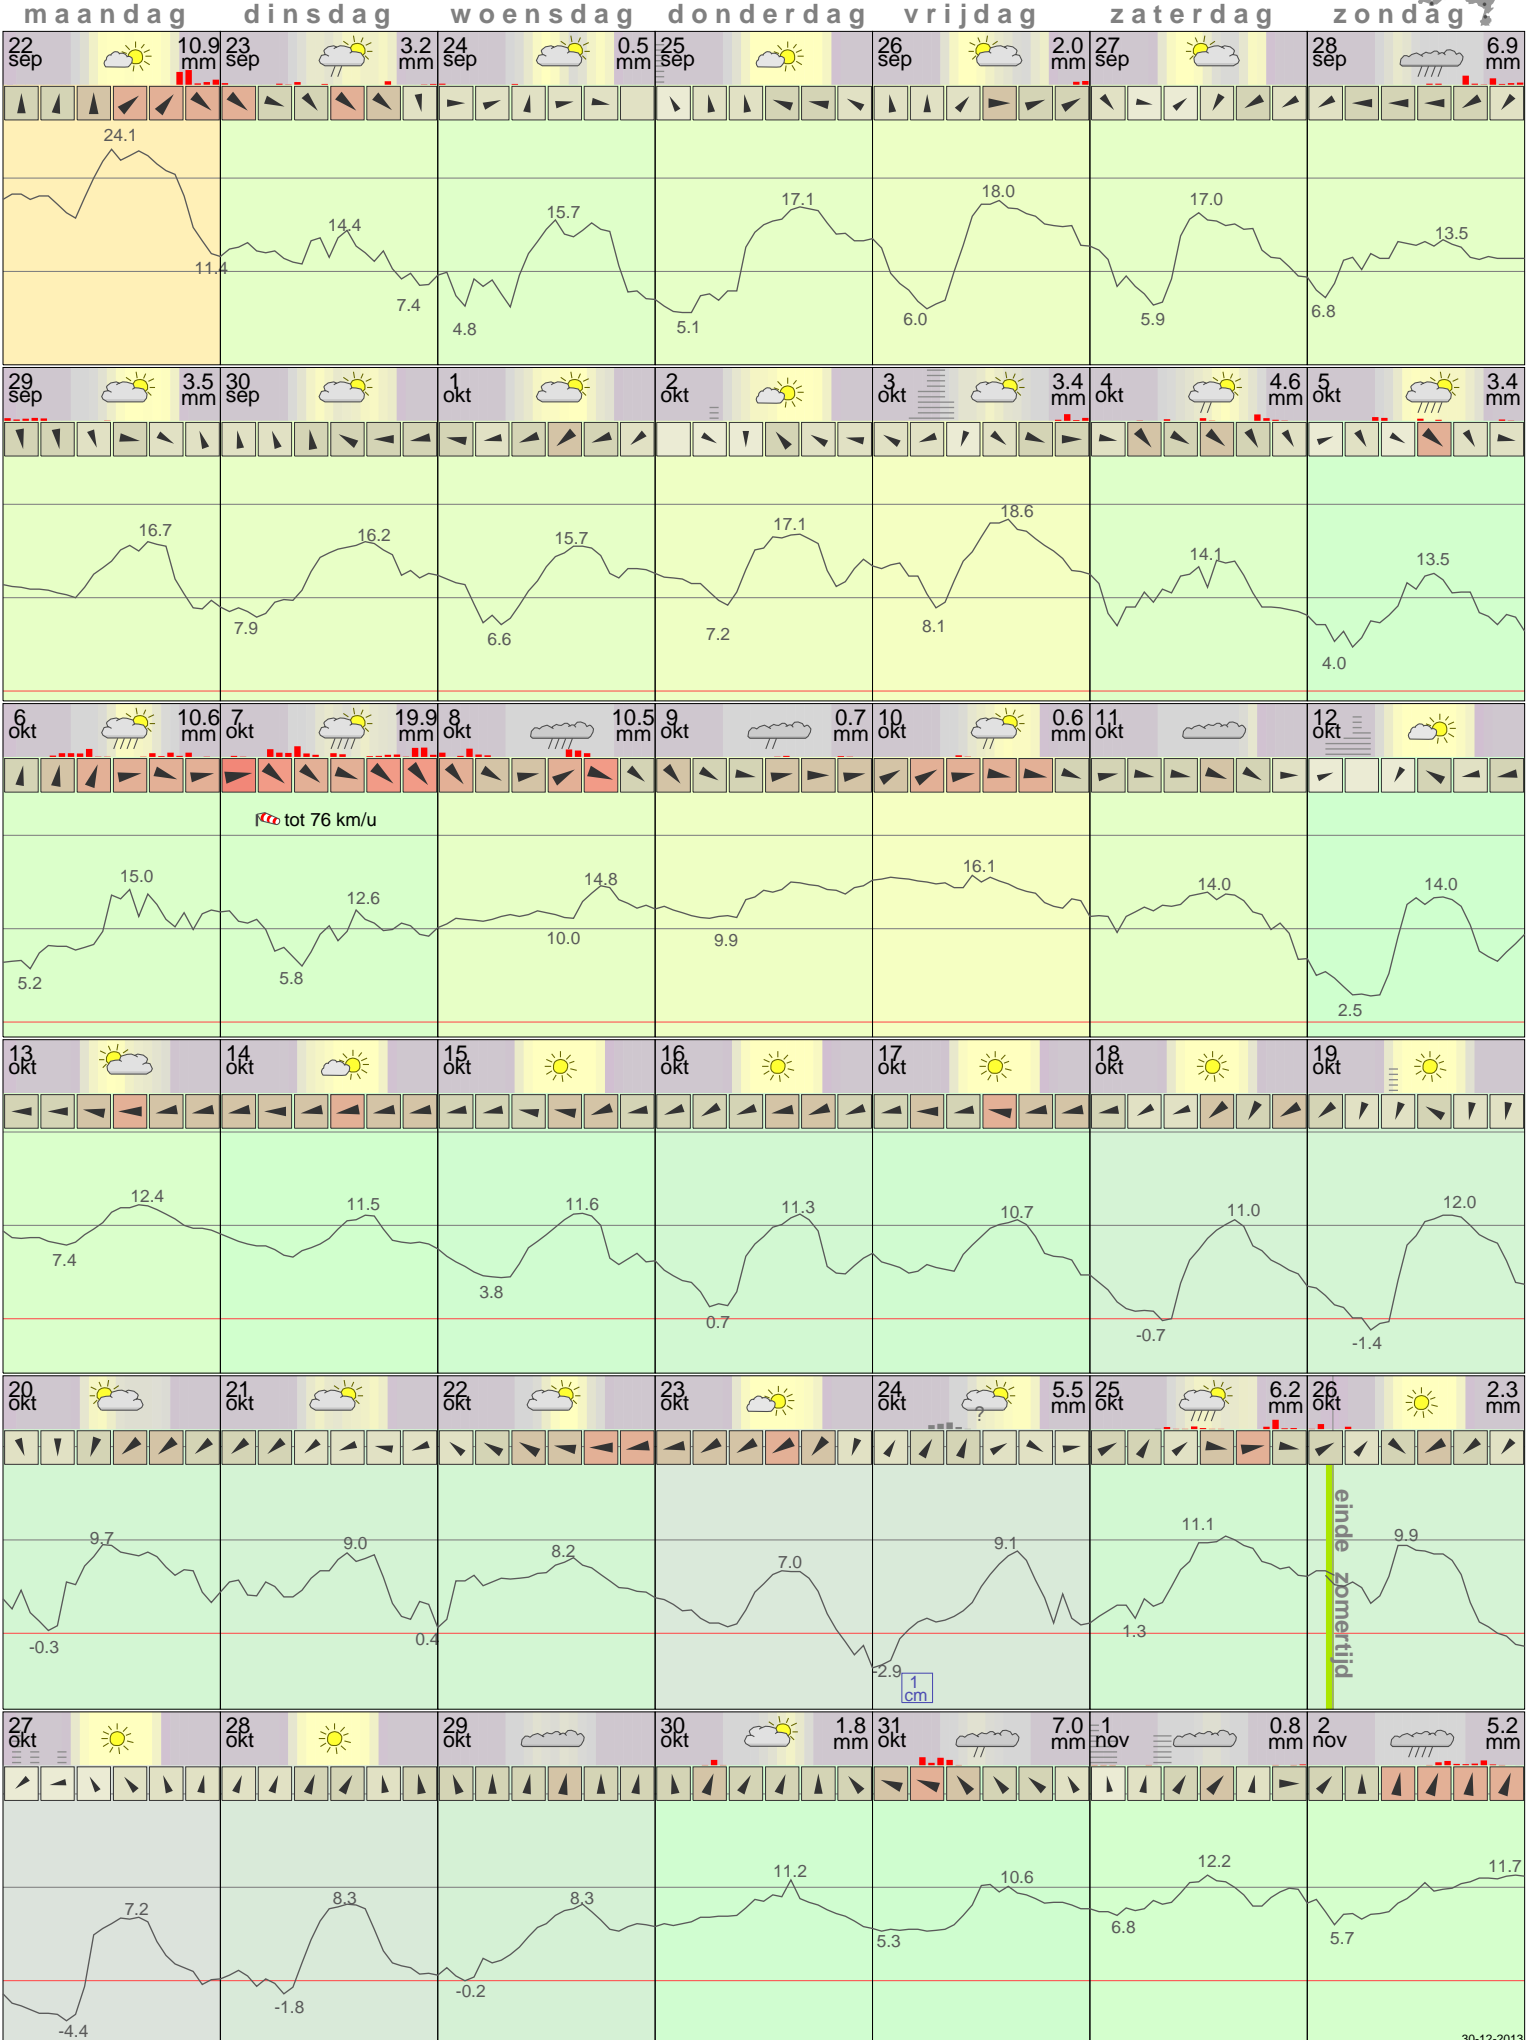 maandag dinsdag woensdag donderdag vrijdag zaterdag zondag
22 sep 10.9 mm 23 sep 3.2 mm 24 sep 0.5 mm 25 sep 26 sep 2.0 mm 27 sep 28 sep 6.9 mm
24.1 11.4 14.4 7.4 15.7 4.8 17.1 5.1 18.0 6.0 17.0 5.9 13.5 6.8
29 sep 3.5 mm 30 sep 1 okt 2 okt 3 okt 3.4 mm 4 okt 4.6 mm 5 okt 3.4 mm
16.7 7.9 16.2 6.6 15.7 7.2 17.1 8.1 18.6 14.1 4.0 13.5
6 okt 10.6 mm 7 okt 19.9 mm 8 okt 10.5 mm 9 okt 0.7 mm 10 okt 0.6 mm 11 okt 12 okt
tot 76 km/u
5.2 15.0 5.8 12.6 10.0 14.8 9.9 16.1 14.0 2.5 14.0
13 okt 14 okt 15 okt 16 okt 17 okt 18 okt 19 okt
7.4 12.4 11.5 3.8 11.6 0.7 11.3 10.7 -0.7 11.0 -1.4 12.0
20 okt 21 okt 22 okt 23 okt 24 okt ? 5.5 mm 25 okt 6.2 mm 26 okt 2.3 mm
-0.3 9.7 9.0 0.4 8.2 7.0 -2.9 9.1 1.3 11.1 9.9
1 cm
einde zomertijd
27 okt 28 okt 29 okt 30 okt 1.8 mm 31 okt 7.0 mm 1 nov 0.8 mm 2 nov 5.2 mm
-4.4 7.2 -1.8 8.3 -0.2 8.3 11.2 5.3 10.6 6.8 12.2 5.7 11.7
30-12-2013